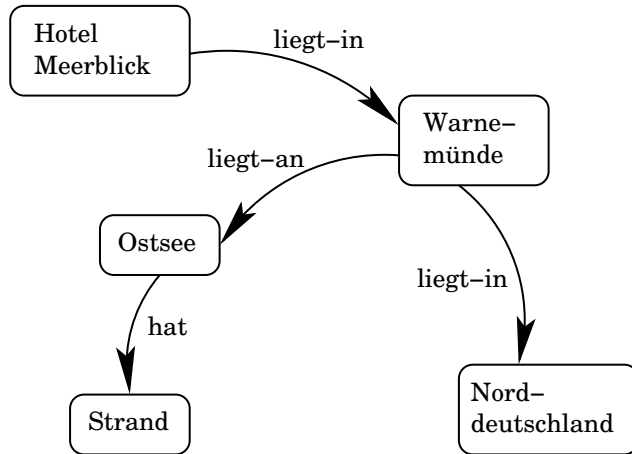 Hotel
Meerblick
liegt–in
Warne–
münde
liegt–an
Ostsee
liegt–in
hat
Strand
Nord–
deutschland